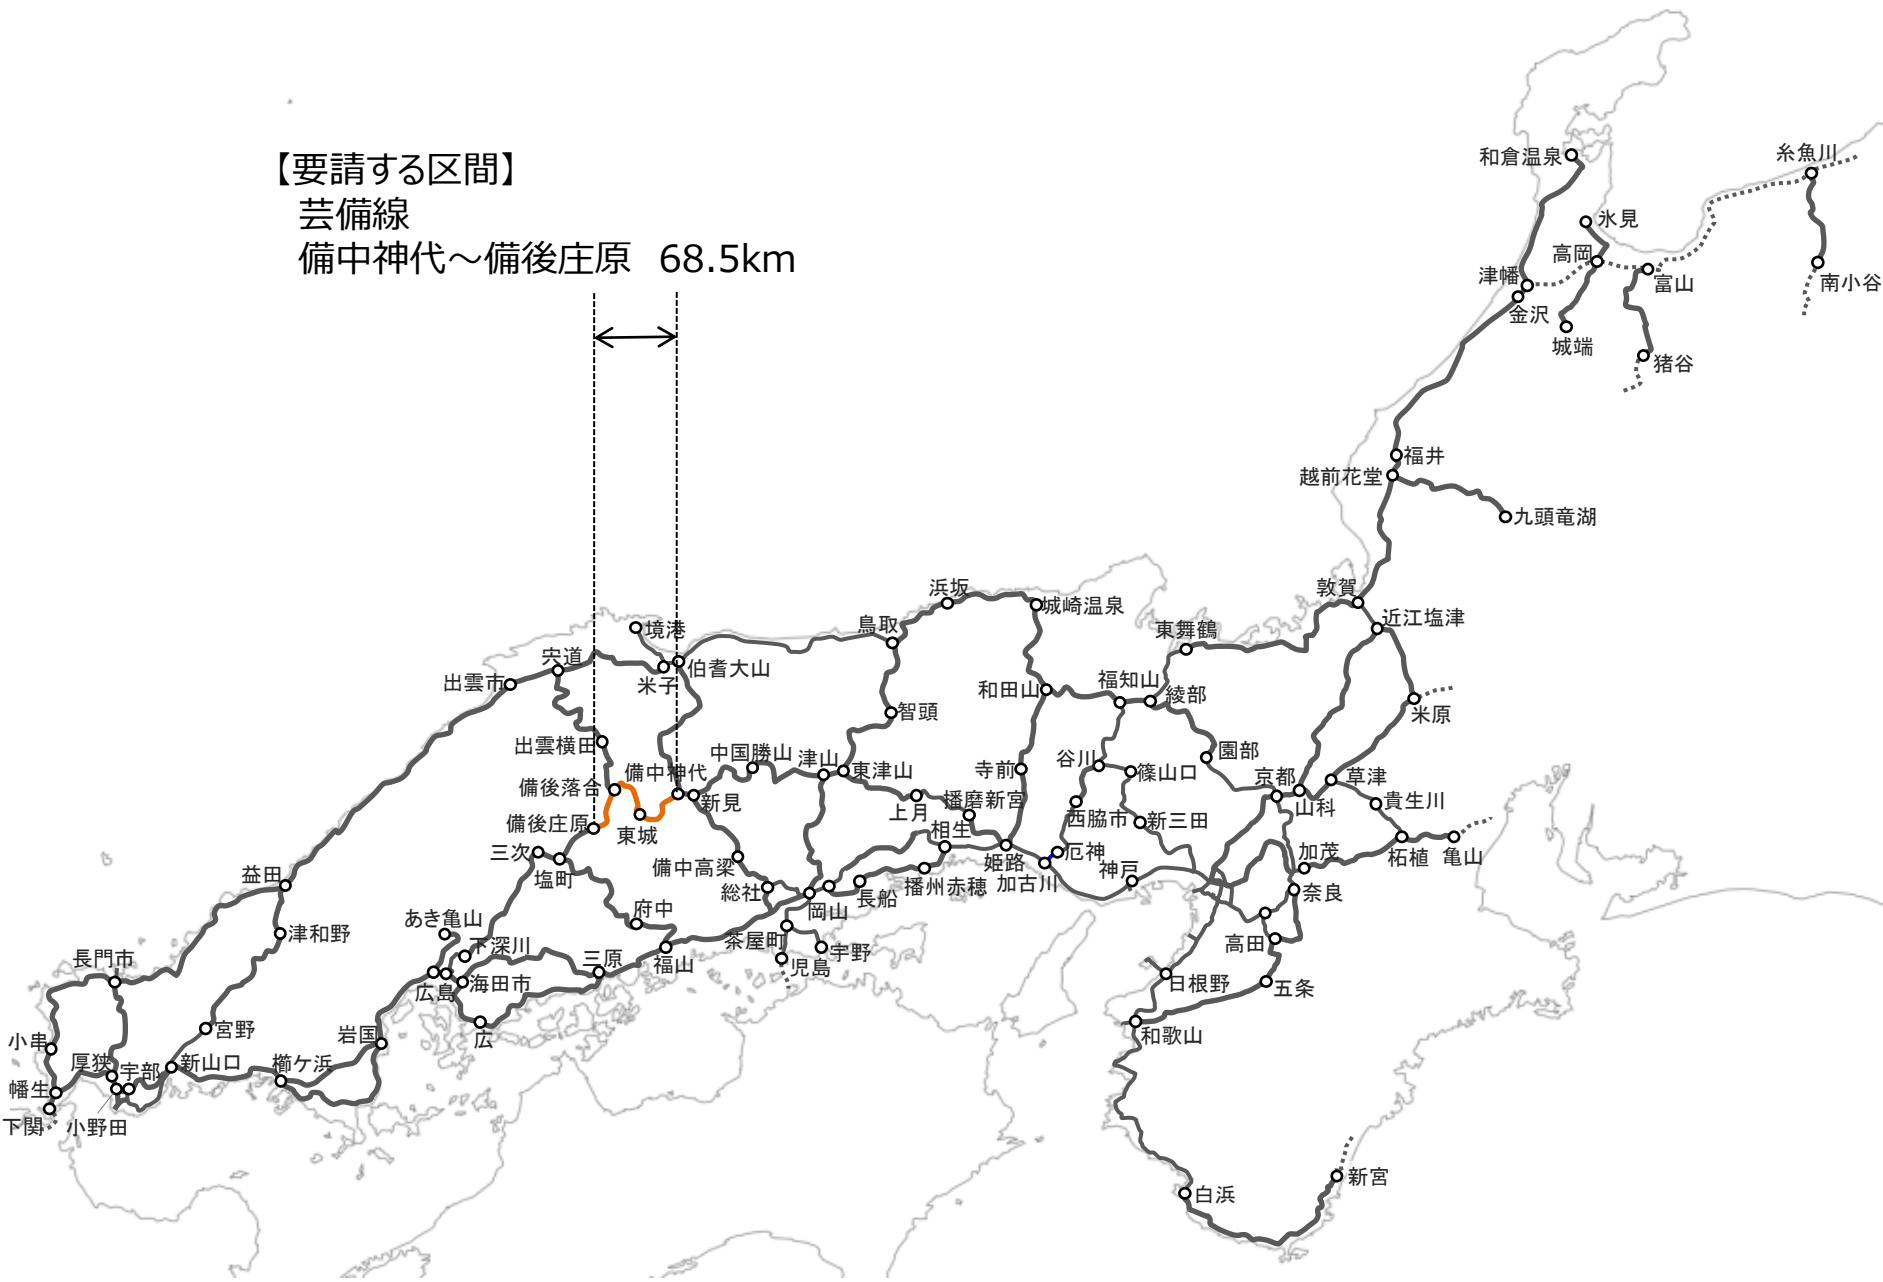 【要請する区間】
芸備線
備中神代～備後庄原 68.5km
和倉温泉
糸魚川
氷見
高岡
津幡
富山
南小谷
金沢
城端
猪谷
福井
越前花堂
九頭竜湖
浜坂
敦賀
城崎温泉
近江塩津
鳥取
境港
東舞鶴
宍道
伯耆大山
出雲市
米子
和田山
福知山
綾部
智頭
米原
出雲横田
園部
中国勝山
津山
谷川
備中神代
東津山
寺前
篠山口
京都
草津
備後落合
新見
山科
貴生川
播磨新宮
上月
西脇市
新三田
備後庄原
東城
相生
三次
姫路
厄神
加茂
柘植
亀山
備中高梁
神戸
塩町
益田
総社
長船
播州赤穂
加古川
奈良
岡山
府中
あき亀山
津和野
茶屋町
高田
下深川
宇野
長門市
三原
福山
児島
広島
海田市
日根野
五条
宮野
岩国
広
和歌山
小串
厚狭
宇部
新山口
櫛ケ浜
幡生
下関
小野田
白浜
新宮